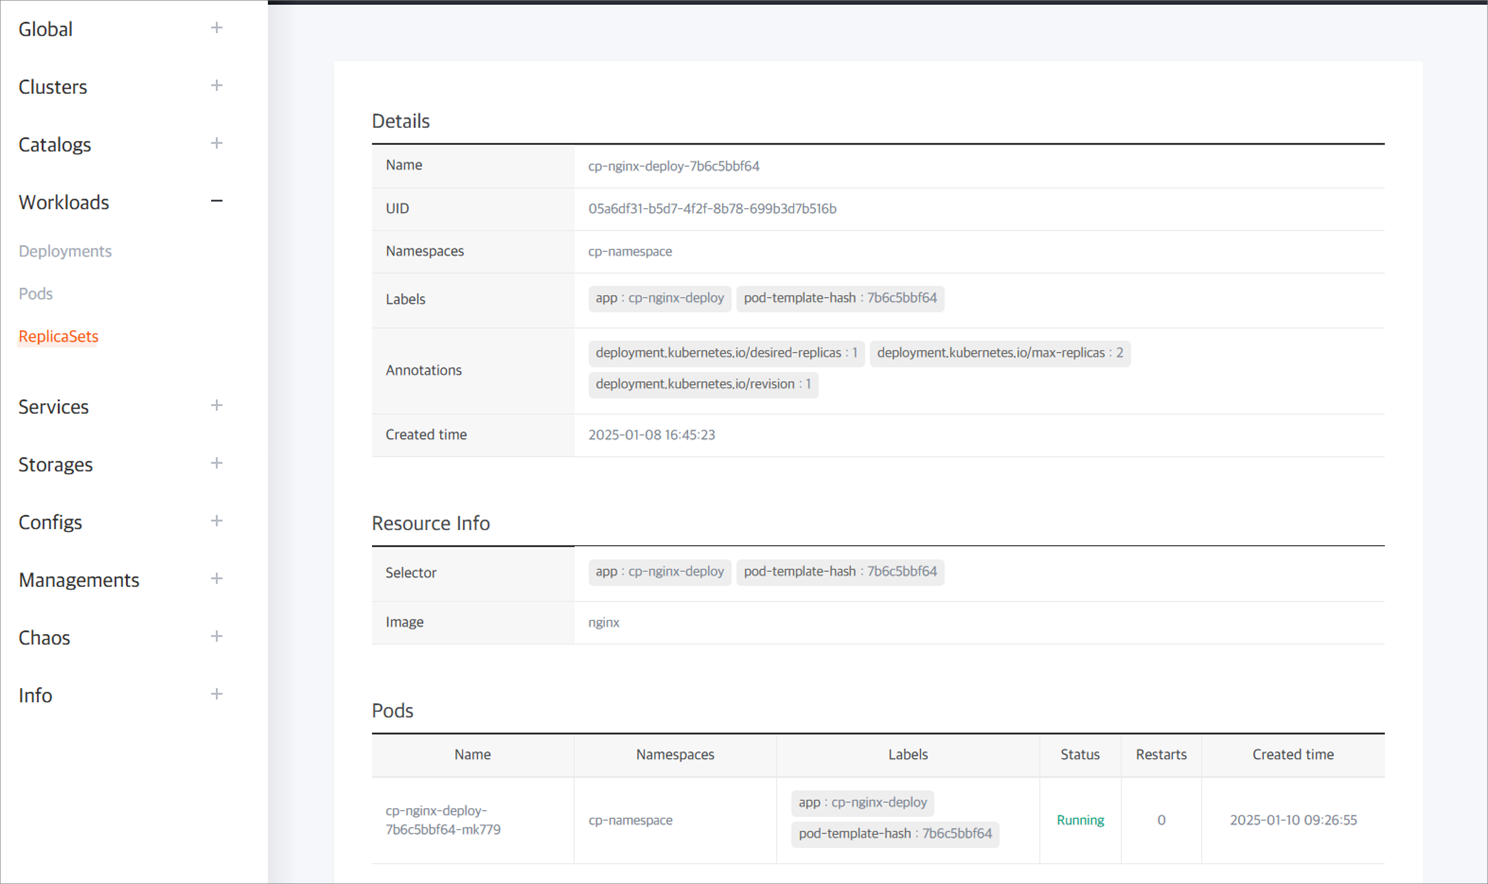 Global
Clusters
Catalogs
Workloads
Deployments
Pods
ReplicaSets
Services
Storages
Configs
Managements
Chaos
Info
Details
Name cp-nginx-deploy-7b6c5bbf64
UID 05a6df31-b5d7-4f2f-8b78-699b3d7b516b
Namespaces cp-namespace
Labels app : cp-nginx-deploy pod-template-hash : 7b6c5bbf64
Annotations deployment.kubernetes.io/desired-replicas : 1 deployment.kubernetes.io/max-replicas : 2
deployment.kubernetes.io/revision : 1
Created time 2025-01-08 16:45:23
Resource Info
Selector app : cp-nginx-deploy pod-template-hash : 7b6c5bbf64
Image nginx
Pods
Name Namespaces Labels Status Restarts Created time
cp-nginx-deploy-
7b6c5bbf64-mk779
cp-namespace
app : cp-nginx-deploy
pod-template-hash : 7b6c5bbf64
Running
0
2025-01-10 09:26:55